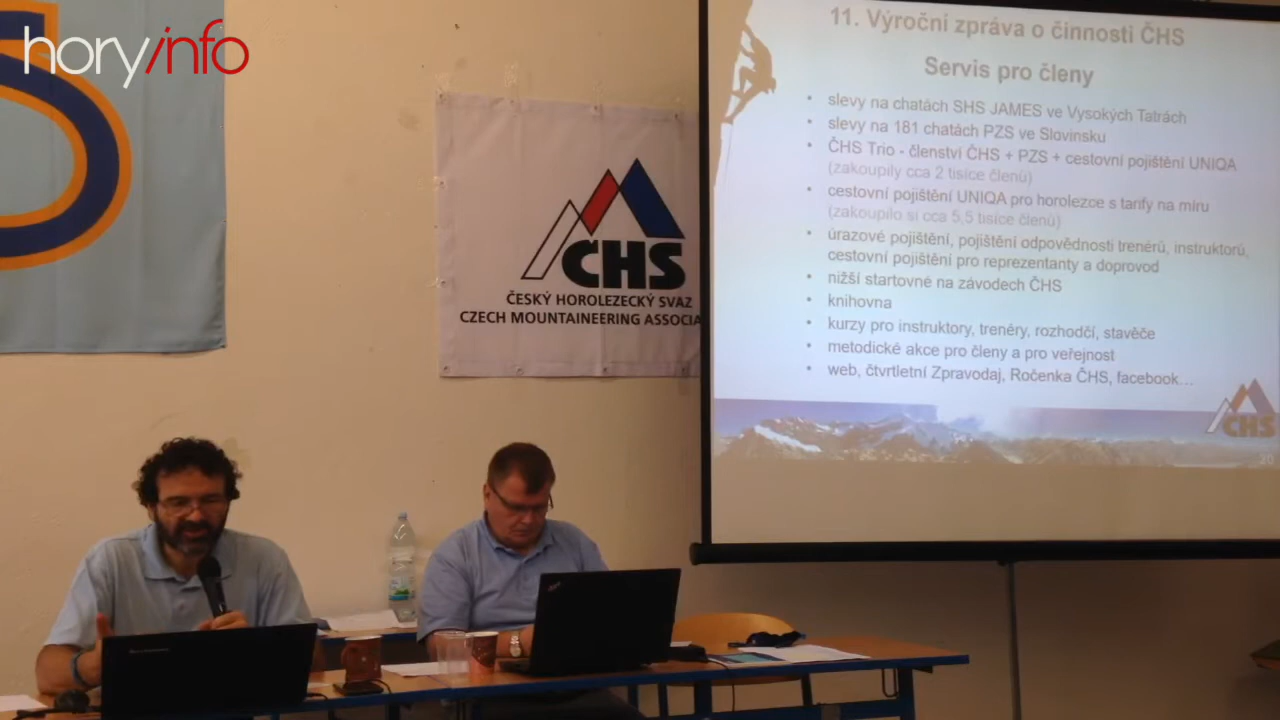 hory/info
11. Výroční zpráva o činnosti ČHS
Servis pro členy
• slevy na chatách SHS JAMES ve Vysokých Tatrách
• slevy na 181 chatách PZS ve Slovinsku
• ČHS Trio - členství ČHS + PZS + cestovní pojištění UNIQA
(zakoupily cca 2 tisíce členů)
• cestovní pojištění UNIQA pro horolezce s tarify na míru
(zakoupilo si cca 5,5 tisíce členů)
• úrazové pojištění, pojištění odpovědnosti trenérů, instruktorů,
cestovní pojištění pro reprezentanty a doprovod
• nižší startovné na závodech ČHS
• knihovna
• kurzy pro instruktory, trenéry, rozhodčí, stavěče
• metodické akce pro členy a pro veřejnost
• web, čtvrtletní Zpravodaj, Ročenka ČHS, facebook...
ČHS
20
ČHS
ČESKÝ HOROLEZECKÝ SVAZ
CZECH MOUNTAINEERING ASSOCIA